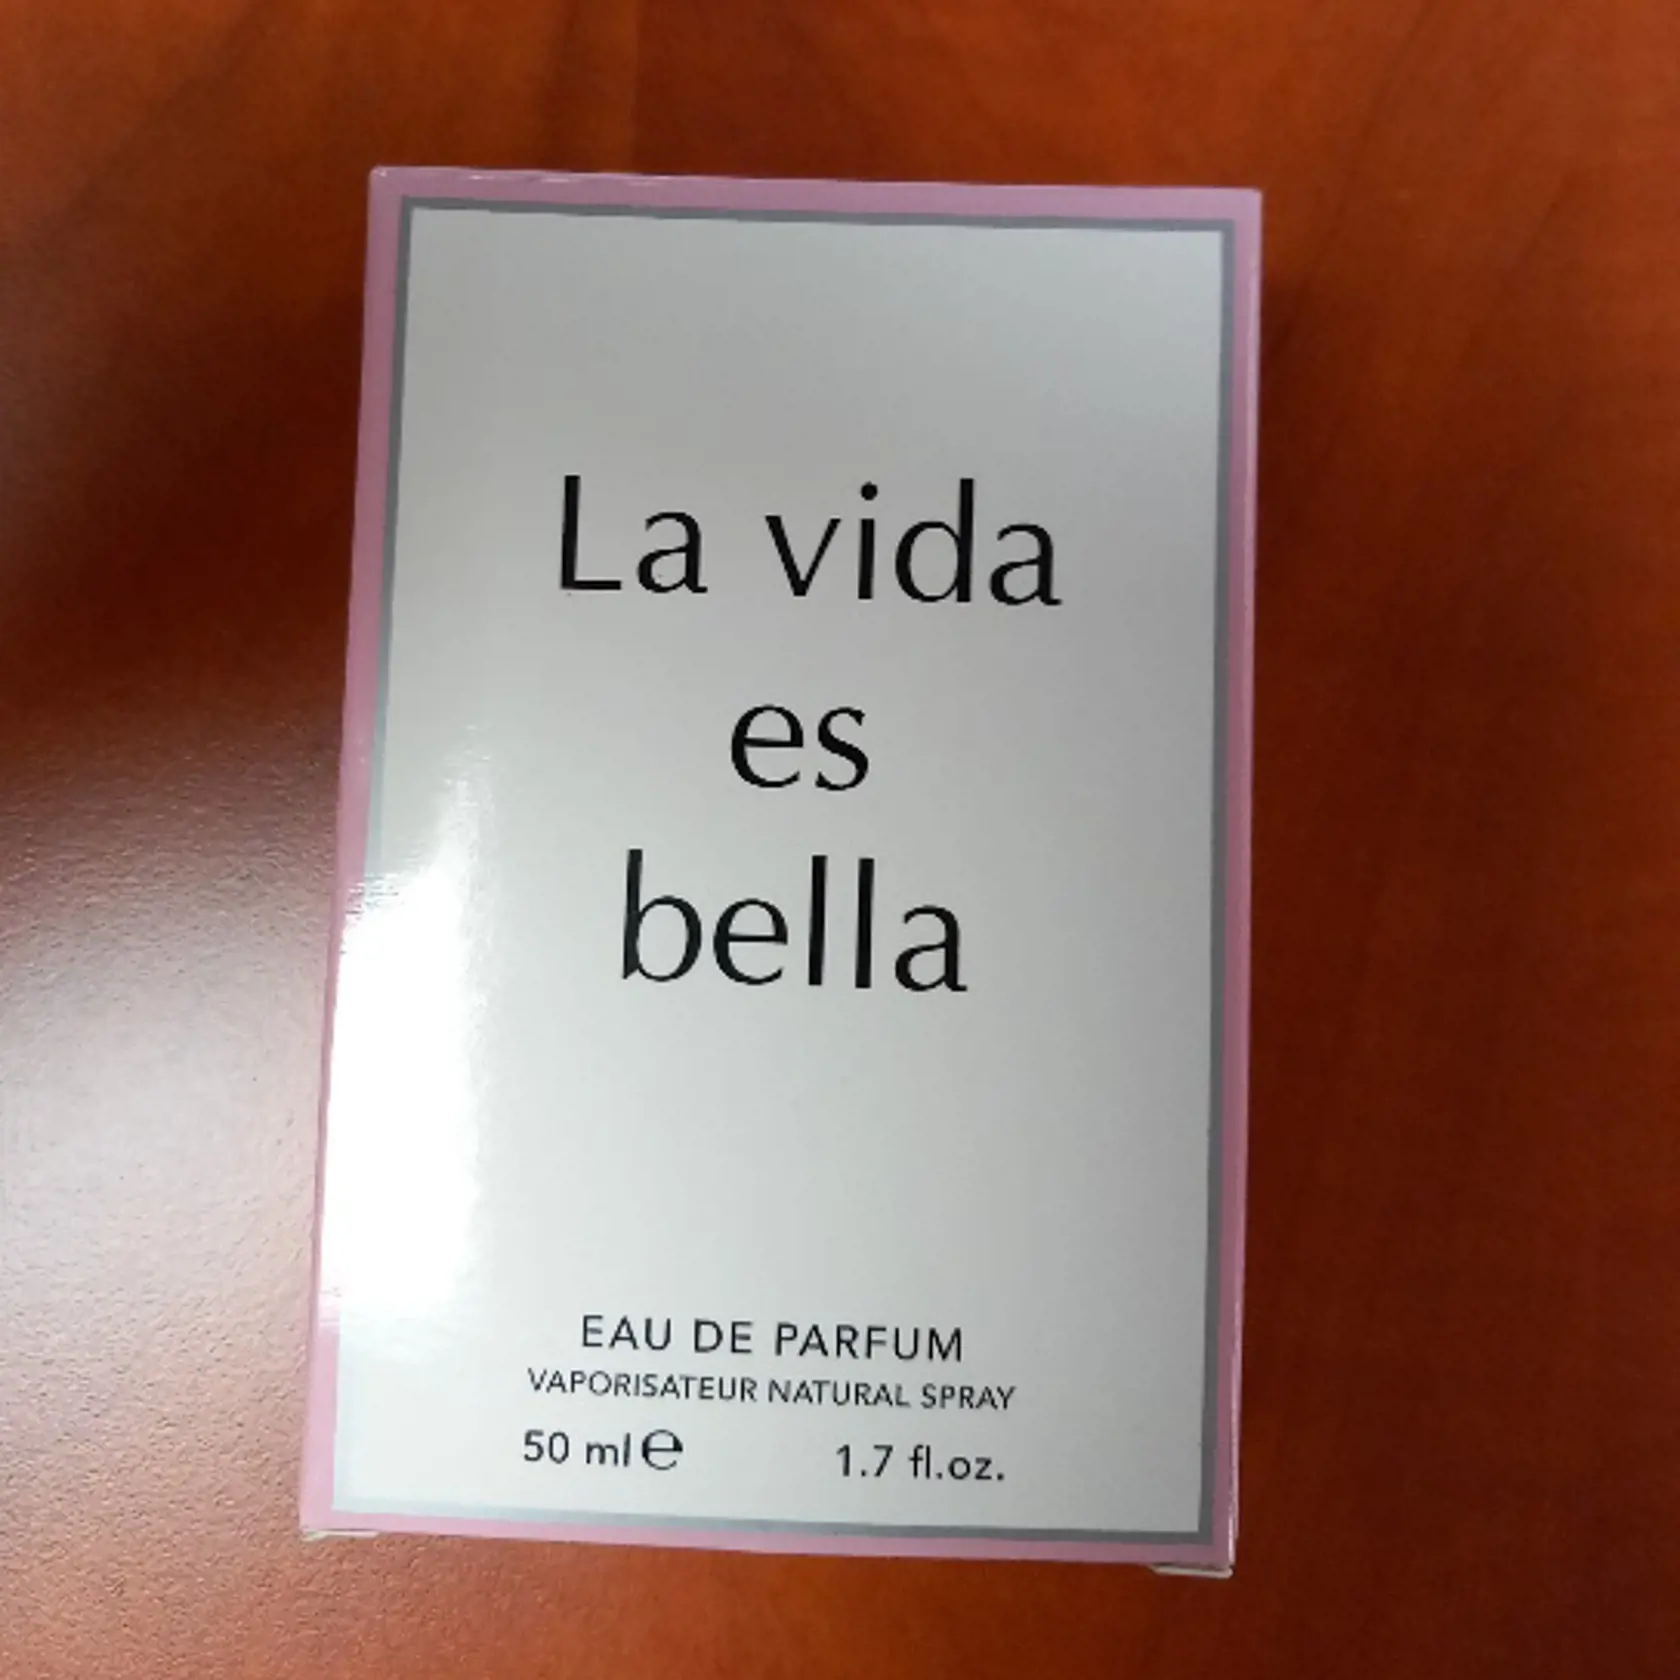 La vida
es
bella
EAU DE PARFUM
VAPORISATEUR NATURAL SPRAY
50 ml ℮ 1.7 fl.oz.